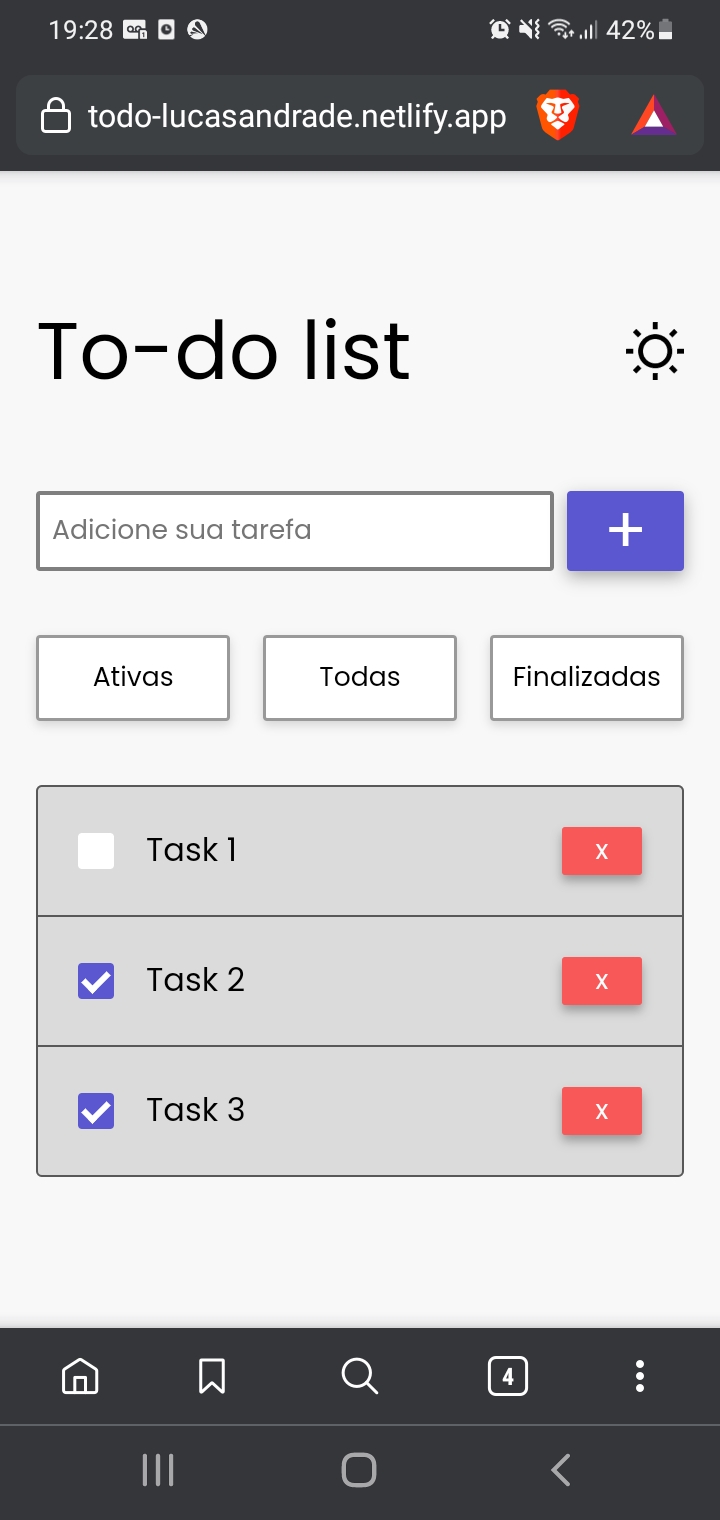 19:28 42%
todo-lucasandrade.netlify.app
To-do list
Adicione sua tarefa +
Ativas Todas Finalizadas
Task 1 X
Task 2 X
Task 3 X
4